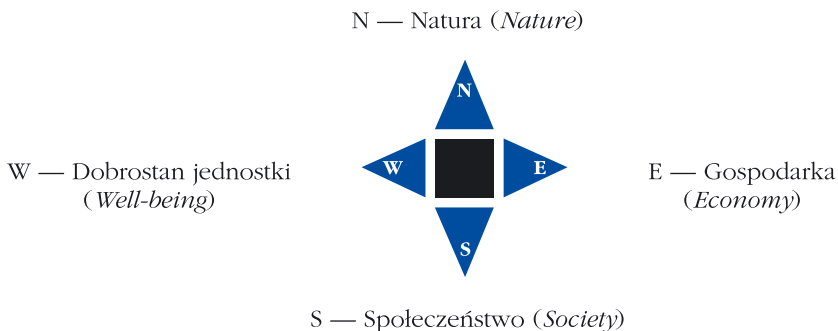 N — Natura (Nature)
N
W — Dobrostan jednostki
(Well-being)
W
E
E — Gospodarka
(Economy)
S
S — Społeczeństwo (Society)